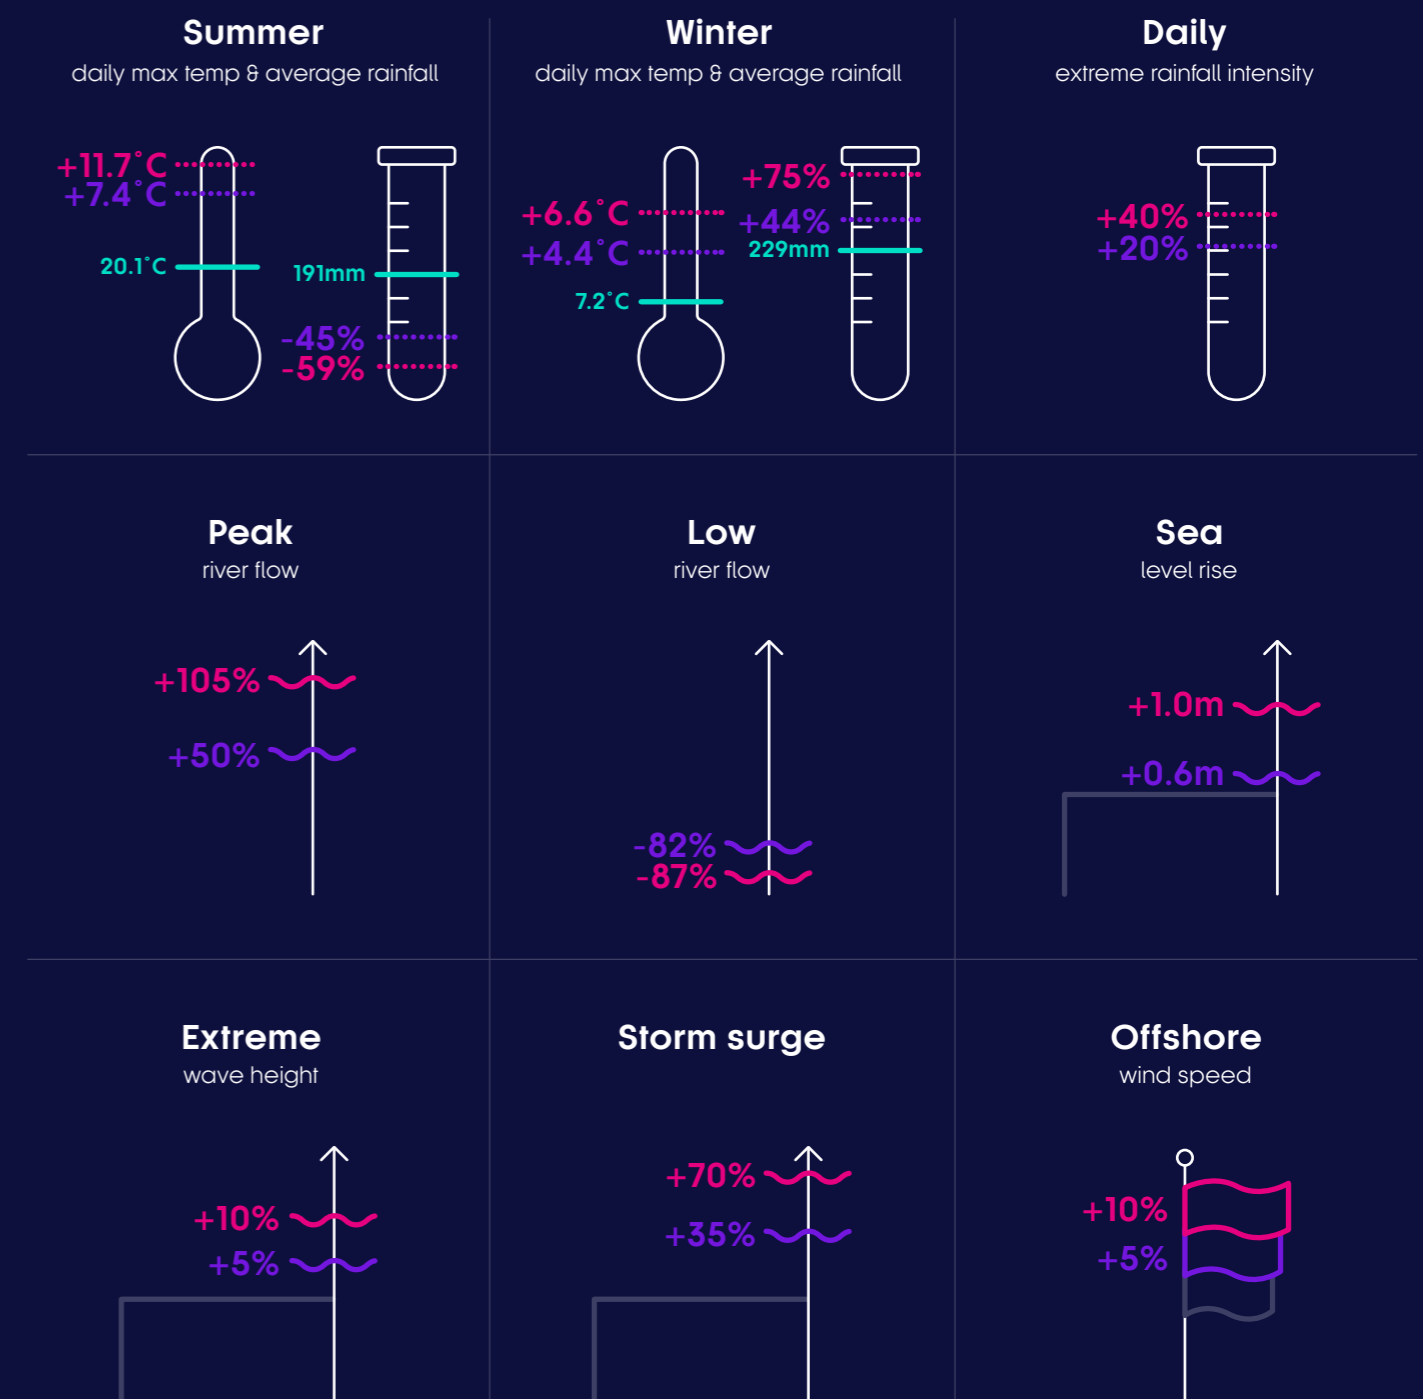 Summer
daily max temp & average rainfall
+11.7°C
+7.4°C
20.1°C
191mm
-45%
-59%
Winter
daily max temp & average rainfall
+6.6°C
+4.4°C
7.2°C
+75%
+44%
229mm
Daily
extreme rainfall intensity
+40%
+20%
Peak
river flow
+105%
+50%
Low
river flow
-82%
-87%
Sea
level rise
+1.0m
+0.6m
Extreme
wave height
+10%
+5%
Storm surge
+70%
+35%
Offshore
wind speed
+10%
+5%